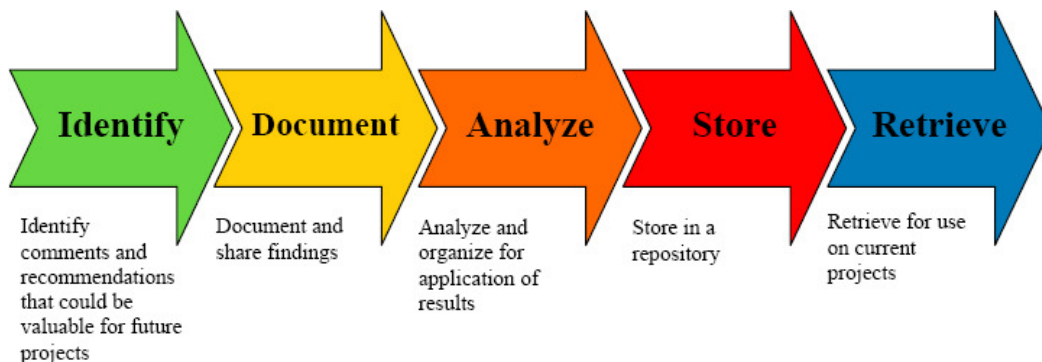 Identify
Document
Analyze
Store
Retrieve
Identify
comments and
recommendations
that could be
valuable for future
projects
Document and
share findings
Analyze and
organize for
application of
results
Store in a
repository
Retrieve for use
on current
projects